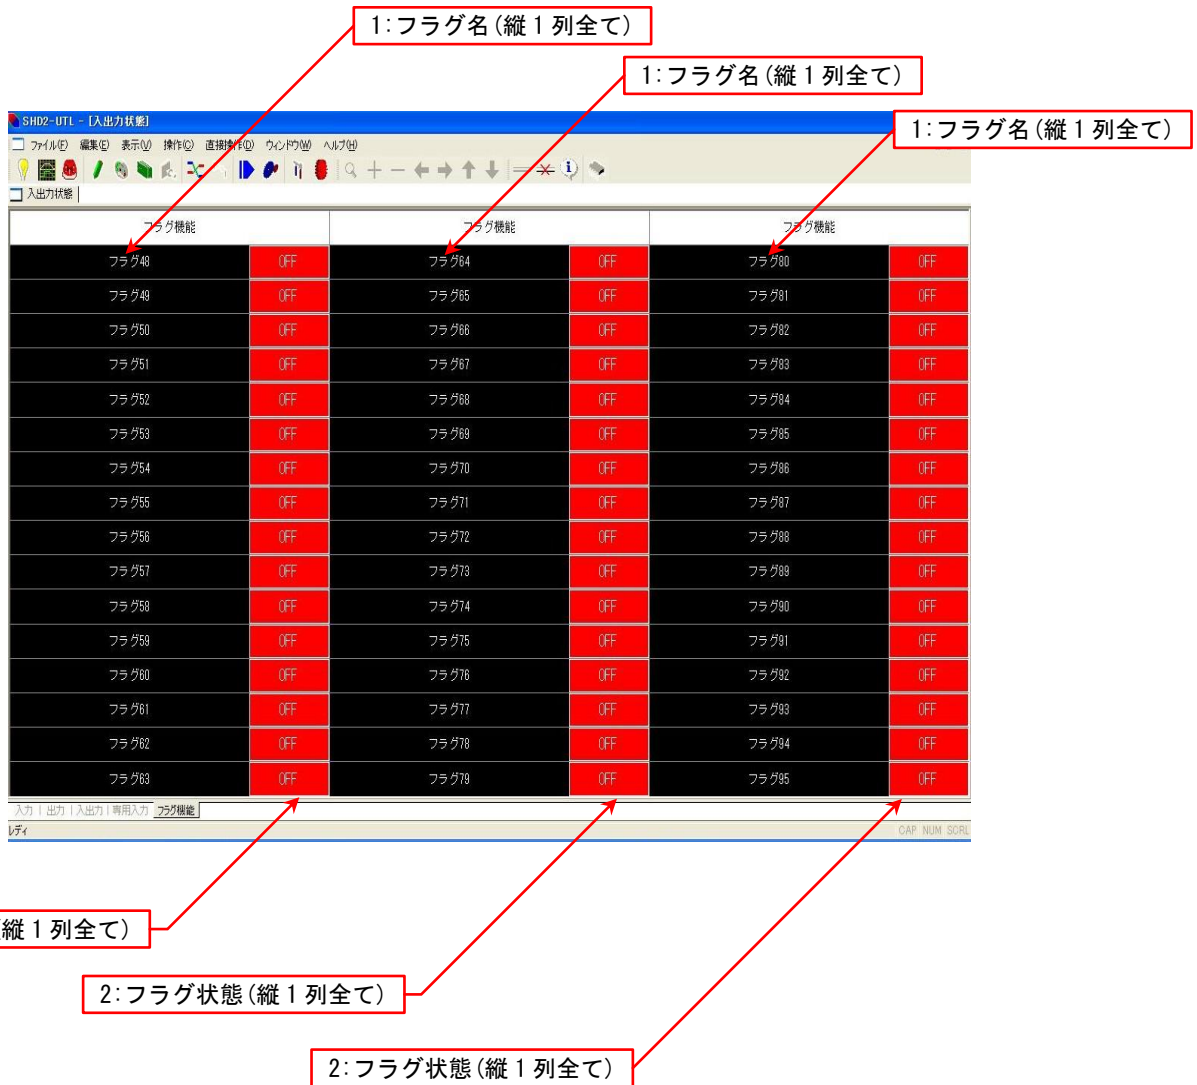 1:フラグ名(縦1列全て)
1:フラグ名(縦1列全て)
1:フラグ名(縦1列全て)
SHD2-UTL - [入出力状態]
ファイル(F) 編集(E) 表示(V) 操作(C) 直接操作(D) ウィンドウ(W) ヘルプ(H)
入出力状態
フラグ機能 フラグ機能 フラグ機能
フラグ48 OFF フラグ64 OFF フラグ80 OFF
フラグ49 OFF フラグ65 OFF フラグ81 OFF
フラグ50 OFF フラグ66 OFF フラグ82 OFF
フラグ51 OFF フラグ67 OFF フラグ83 OFF
フラグ52 OFF フラグ68 OFF フラグ84 OFF
フラグ53 OFF フラグ69 OFF フラグ85 OFF
フラグ54 OFF フラグ70 OFF フラグ86 OFF
フラグ55 OFF フラグ71 OFF フラグ87 OFF
フラグ56 OFF フラグ72 OFF フラグ88 OFF
フラグ57 OFF フラグ73 OFF フラグ89 OFF
フラグ58 OFF フラグ74 OFF フラグ90 OFF
フラグ59 OFF フラグ75 OFF フラグ91 OFF
フラグ60 OFF フラグ76 OFF フラグ92 OFF
フラグ61 OFF フラグ77 OFF フラグ93 OFF
フラグ62 OFF フラグ78 OFF フラグ94 OFF
フラグ63 OFF フラグ79 OFF フラグ95 OFF
入力 | 出力 | 入出力 | 専用入力 フラグ機能
レディ CAP NUM SCRL
縦1列全て)
2:フラグ状態(縦1列全て)
2:フラグ状態(縦1列全て)